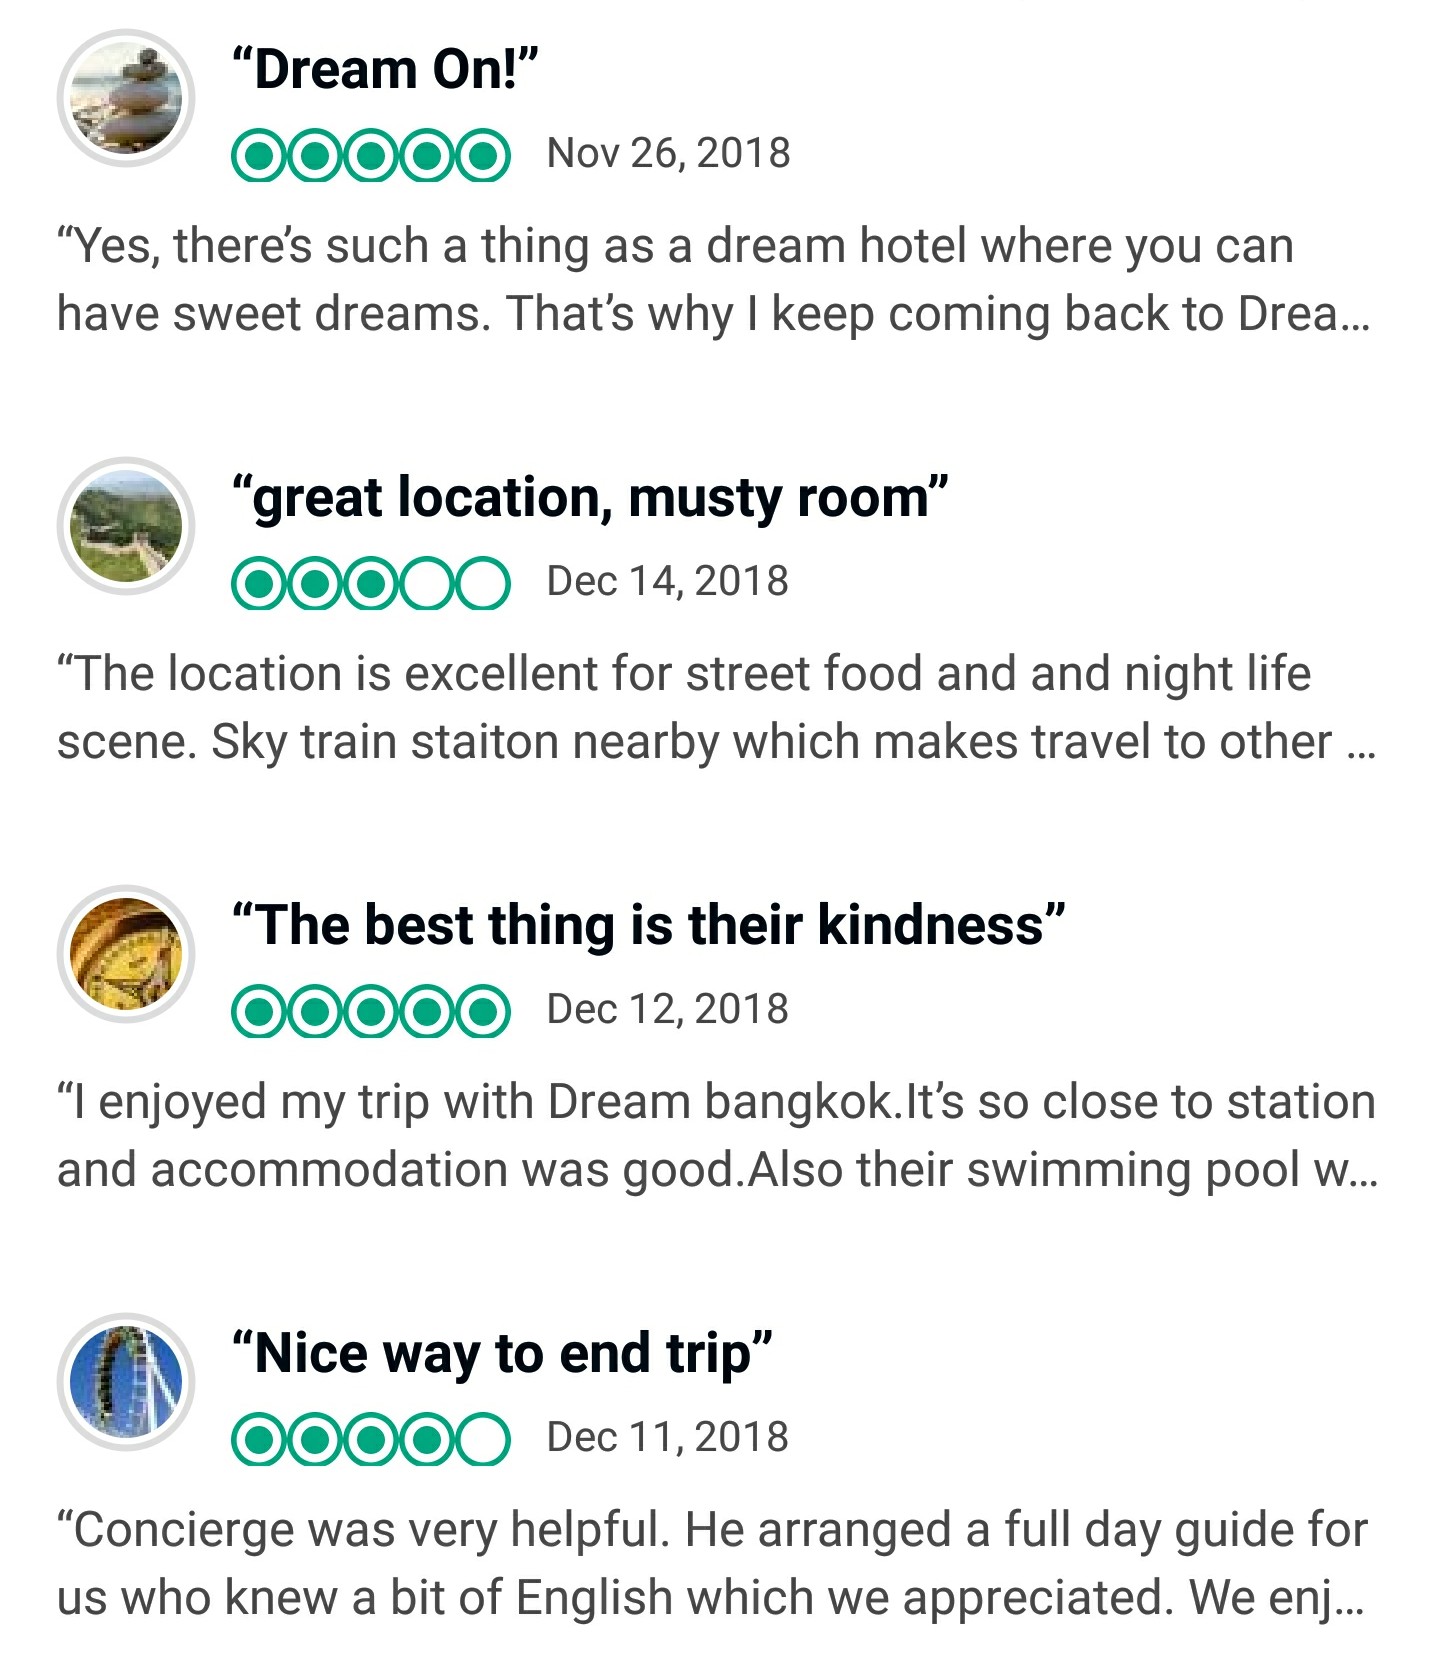 “Dream On!”
Nov 26, 2018
“Yes, there’s such a thing as a dream hotel where you can
have sweet dreams. That’s why I keep coming back to Drea...
“great location, musty room”
Dec 14, 2018
“The location is excellent for street food and and night life
scene. Sky train staiton nearby which makes travel to other ...
“The best thing is their kindness”
Dec 12, 2018
“I enjoyed my trip with Dream bangkok.It’s so close to station
and accommodation was good.Also their swimming pool w...
“Nice way to end trip”
Dec 11, 2018
“Concierge was very helpful. He arranged a full day guide for
us who knew a bit of English which we appreciated. We enj...